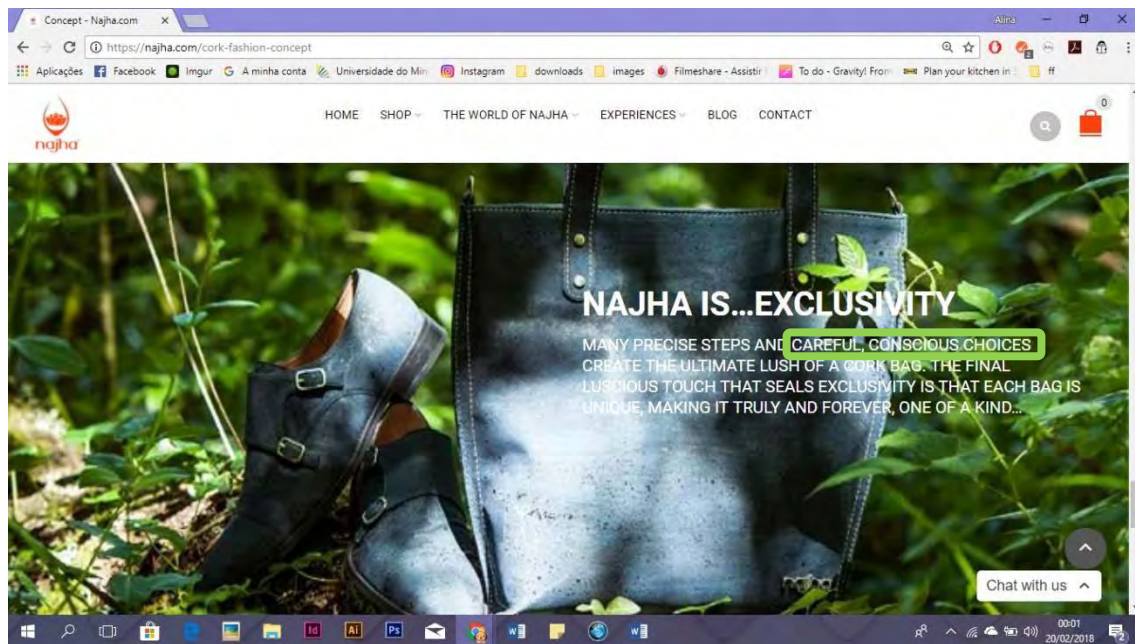 Concept - Najha.com
Alina
https://najha.com/cork-fashion-concept
Aplicações Facebook Imgur A minha conta Universidade do Min Instagram downloads images Filmeshare - Assistir To do - Gravity! From Plan your kitchen in ff
najha
HOME SHOP THE WORLD OF NAJHA EXPERIENCES BLOG CONTACT
0
NAJHA IS...EXCLUSIVITY
MANY PRECISE STEPS AND CAREFUL, CONSCIOUS CHOICES
CREATE THE ULTIMATE LUSH OF A CORK BAG. THE FINAL
LUSCIOUS TOUCH THAT SEALS EXCLUSIVITY IS THAT EACH BAG IS
UNIQUE, MAKING IT TRULY AND FOREVER, ONE OF A KIND...
Chat with us
Id Ai Ps
00:01
20/02/2018